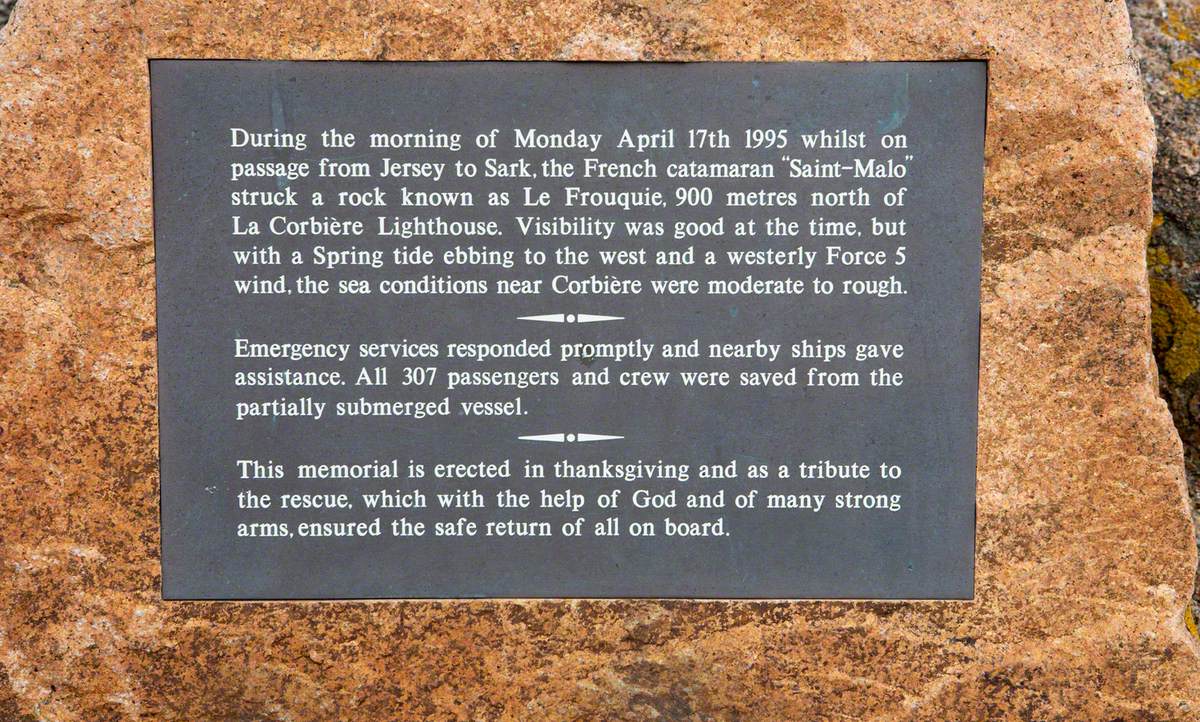 During the morning of Monday April 17th 1995 whilst on
passage from Jersey to Sark, the French catamaran “Saint-Malo”
struck a rock known as Le Frouquie, 900 metres north of
La Corbière Lighthouse. Visibility was good at the time, but
with a Spring tide ebbing to the west and a westerly Force 5
wind, the sea conditions near Corbière were moderate to rough.
Emergency services responded promptly and nearby ships gave
assistance. All 307 passengers and crew were saved from the
partially submerged vessel.
This memorial is erected in thanksgiving and as a tribute to
the rescue, which with the help of God and of many strong
arms, ensured the safe return of all on board.